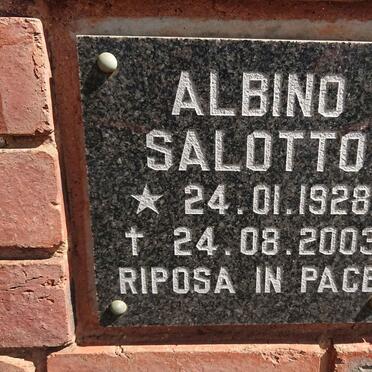 ALBINO
SALOTTO
★ 24.01.1928
† 24.08.2003
RIPOSA IN PACE